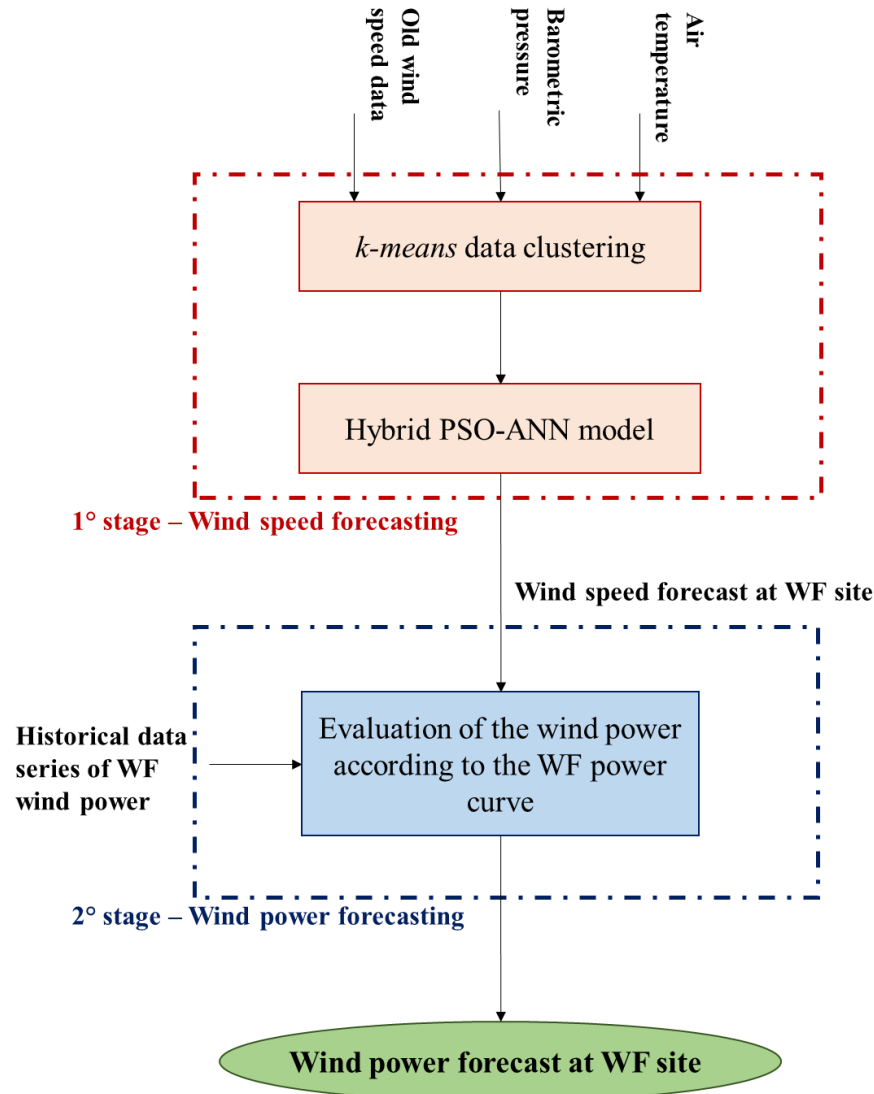 Old wind
speed data
Barometric
pressure
Air
temperature
k-means data clustering
Hybrid PSO-ANN model
1° stage – Wind speed forecasting
Wind speed forecast at WF site
Historical data
series of WF
wind power
Evaluation of the wind power
according to the WF power
curve
2° stage – Wind power forecasting
Wind power forecast at WF site